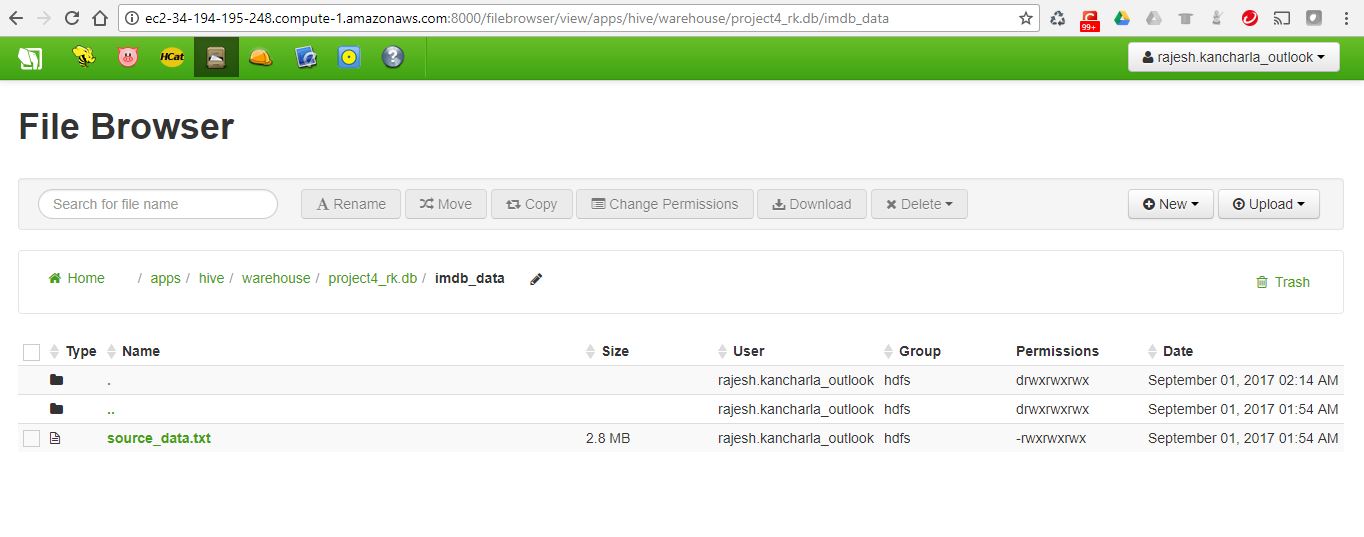 ec2-34-194-195-248.compute-1.amazonaws.com:8000/filebrowser/view/apps/hive/warehouse/project4_rk.db/imdb_data
99+
HCat
rajesh.kancharla_outlook
File Browser
Search for file name Rename Move Copy Change Permissions Download Delete New Upload
Home / apps / hive / warehouse / project4_rk.db / imdb_data
Trash
Type Name Size User Group Permissions Date
. rajesh.kancharla_outlook hdfs drwxrwxrwx September 01, 2017 02:14 AM
.. rajesh.kancharla_outlook hdfs drwxrwxrwx September 01, 2017 01:54 AM
source_data.txt 2.8 MB rajesh.kancharla_outlook hdfs -rwxrwxrwx September 01, 2017 01:54 AM